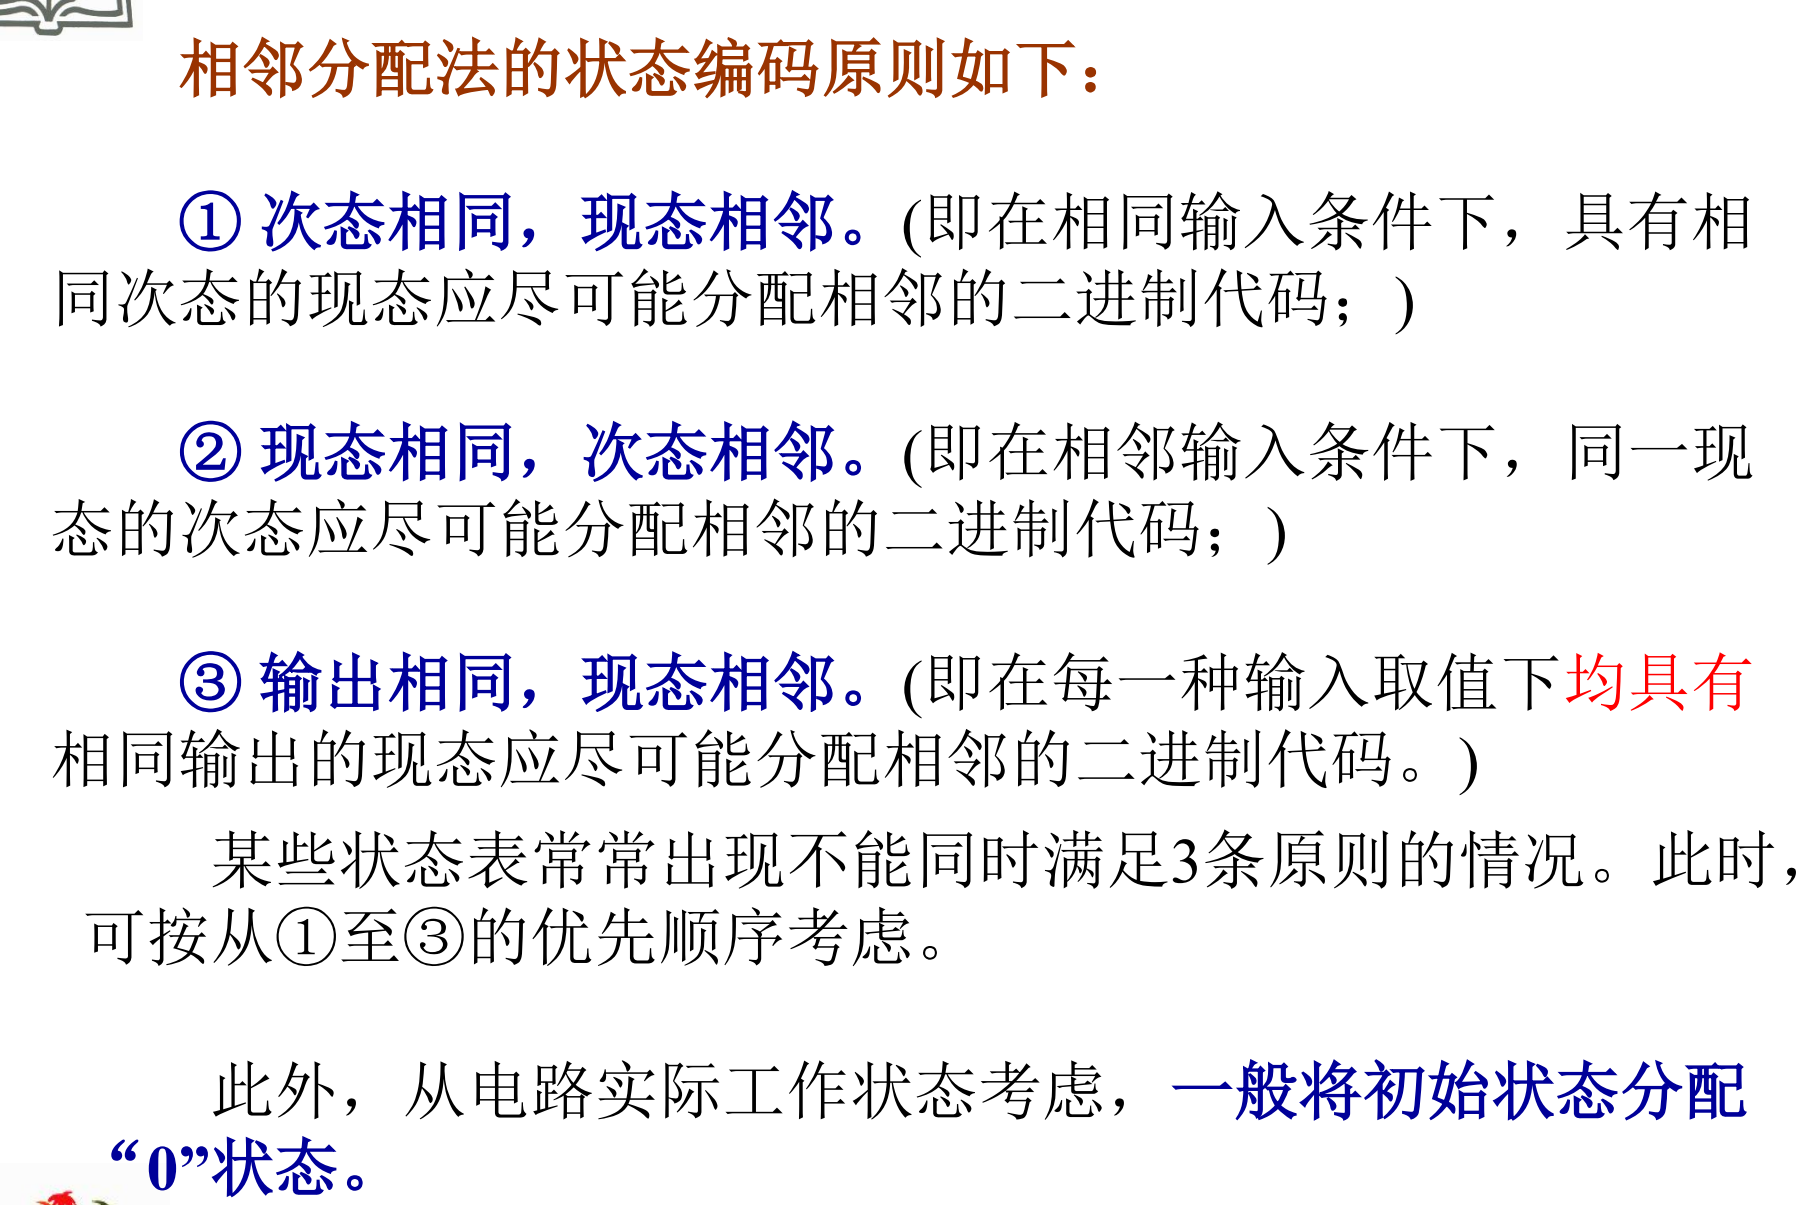 相邻分配法的状态编码原则如下：
① 次态相同，现态相邻。(即在相同输入条件下，具有相
同次态的现态应尽可能分配相邻的二进制代码；)
② 现态相同，次态相邻。(即在相邻输入条件下，同一现
态的次态应尽可能分配相邻的二进制代码；)
③ 输出相同，现态相邻。(即在每一种输入取值下均具有
相同输出的现态应尽可能分配相邻的二进制代码。)
某些状态表常常出现不能同时满足3条原则的情况。此时，
可按从①至③的优先顺序考虑。
此外，从电路实际工作状态考虑，一般将初始状态分配
“0”状态。